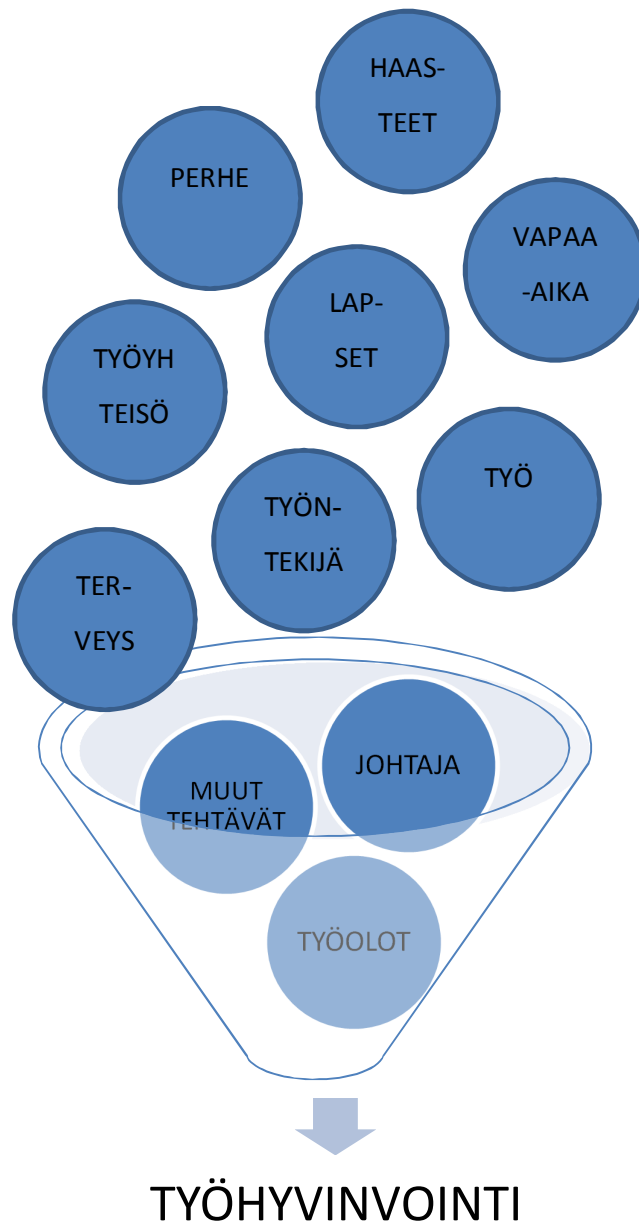 HAAS-
TEET
PERHE
VAPAA
-AIKA
LAP-
SET
TYÖYH
TEISÖ
TYÖ
TYÖN-
TEKIJÄ
TER-
VEYS
JOHTAJA
MUUT
TEHTÄVÄT
TYÖOLOT
TYÖHYVINVOINTI